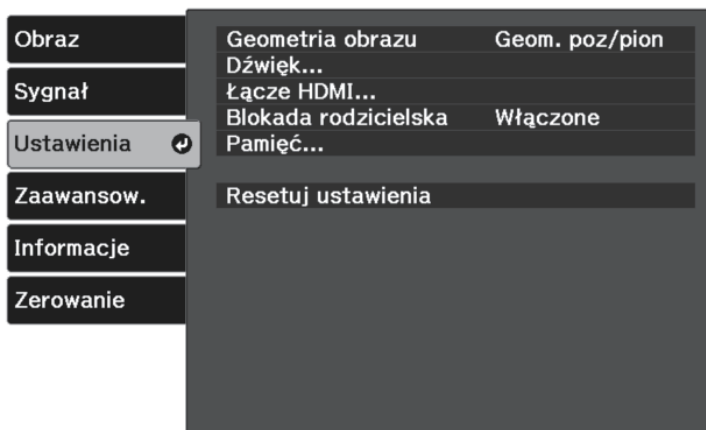 Obraz
Sygnał
Ustawienia
Zaawansow.
Informacje
Zerowanie
Geometria obrazu Geom. poz/pion
Dźwięk...
Łącze HDMI...
Blokada rodzicielska Włączone
Pamięć...
Resetuj ustawienia